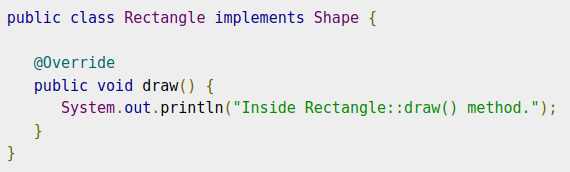 public class Rectangle implements Shape {
@Override
public void draw() {
System.out.println("Inside Rectangle::draw() method.");
}
}